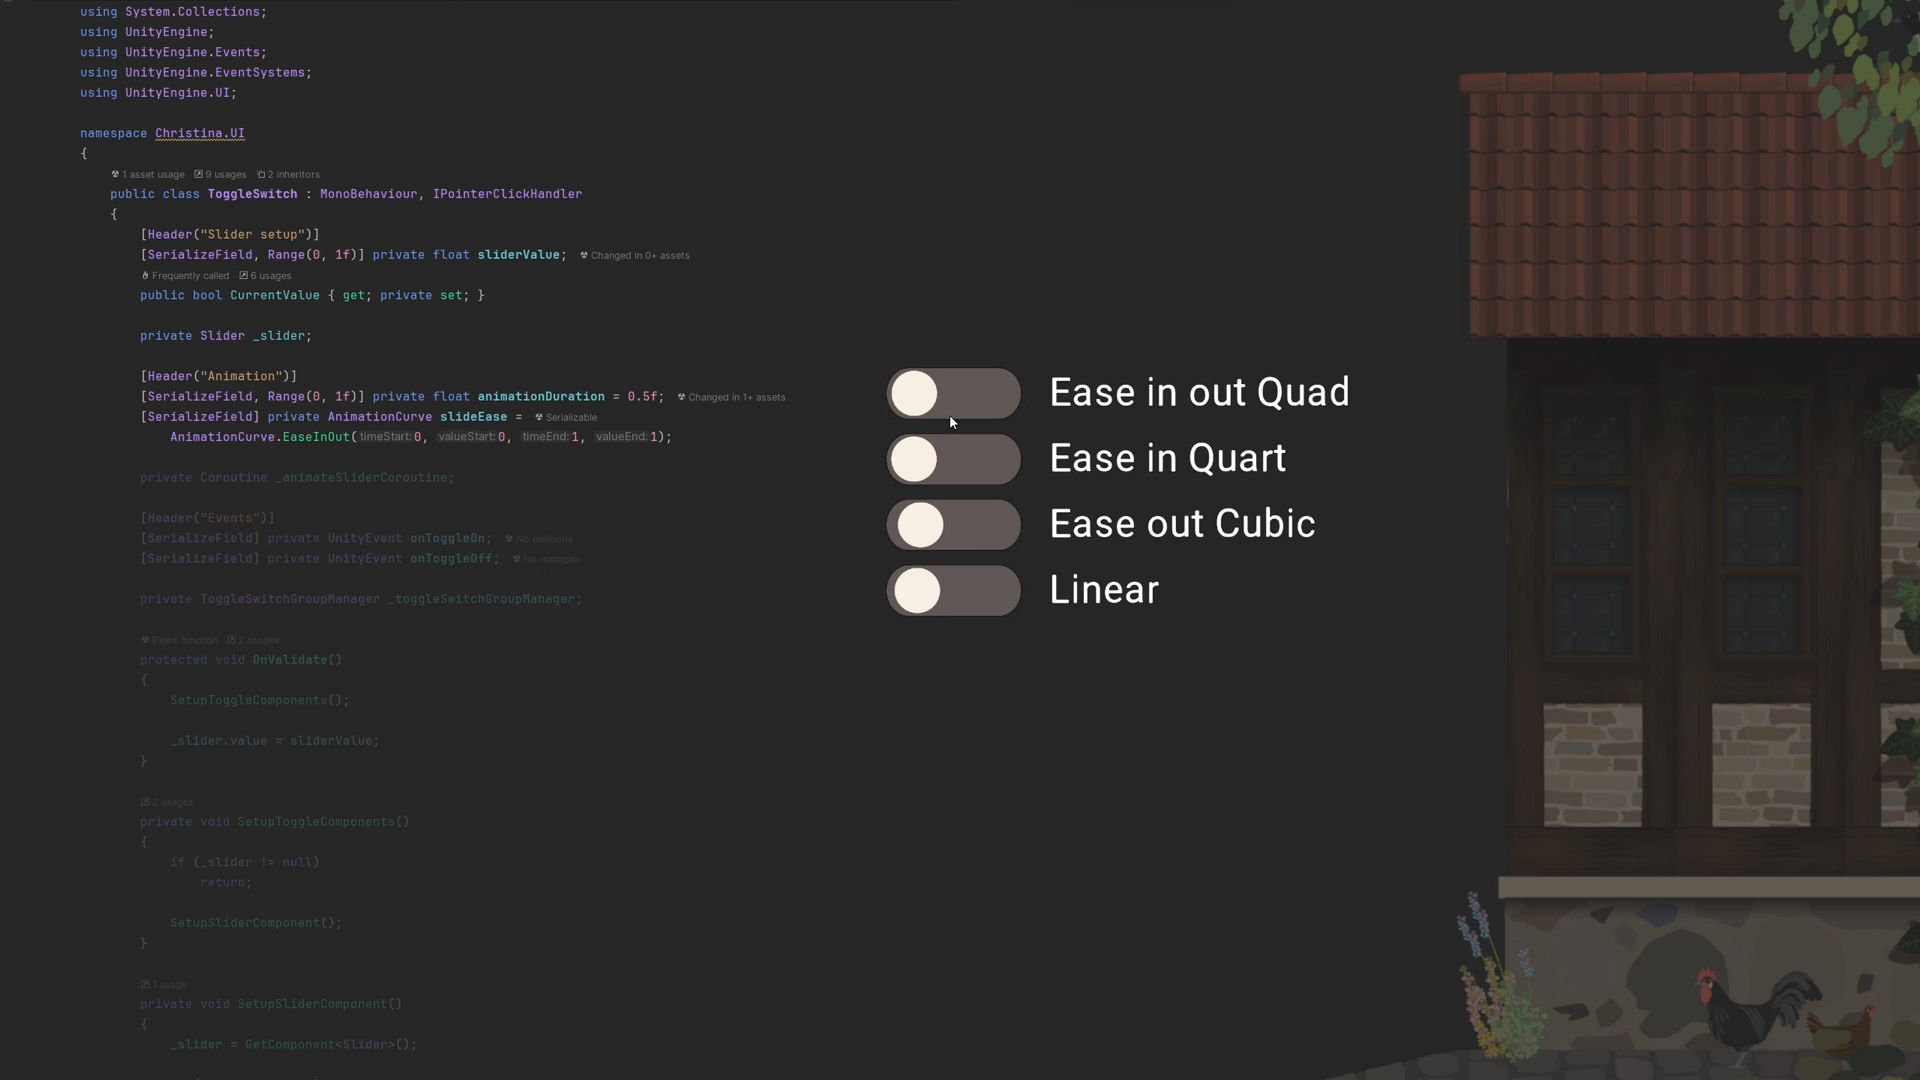 using System.Collections;
using UnityEngine;
using UnityEngine.Events;
using UnityEngine.EventSystems;
using UnityEngine.UI;
namespace Christina.UI
{
1 asset usage 9 usages 2 inheritors
public class ToggleSwitch : MonoBehaviour, IPointerClickHandler
{
[Header("Slider setup")]
[SerializeField, Range(0, 1f)] private float sliderValue; Changed in 0+ assets
Frequently called 6 usages
public bool CurrentValue { get; private set; }
private Slider _slider;
[Header("Animation")]
[SerializeField, Range(0, 1f)] private float animationDuration = 0.5f; Changed in 1+ assets
[SerializeField] private AnimationCurve slideEase = Serializable
AnimationCurve.EaseInOut(timeStart: 0, valueStart: 0, timeEnd: 1, valueEnd: 1);
private Coroutine _animateSliderCoroutine;
[Header("Events")]
[SerializeField] private UnityEvent onToggleOn; No methods
[SerializeField] private UnityEvent onToggleOff; No methods
private ToggleSwitchGroupManager _toggleSwitchGroupManager;
Event function 2 usages
protected void OnValidate()
{
SetupToggleComponents();
_slider.value = sliderValue;
}
2 usages
private void SetupToggleComponents()
{
if (_slider != null)
return;
SetupSliderComponent();
}
1 usage
private void SetupSliderComponent()
{
_slider = GetComponent<Slider>();
Ease in out Quad
Ease in Quart
Ease out Cubic
Linear